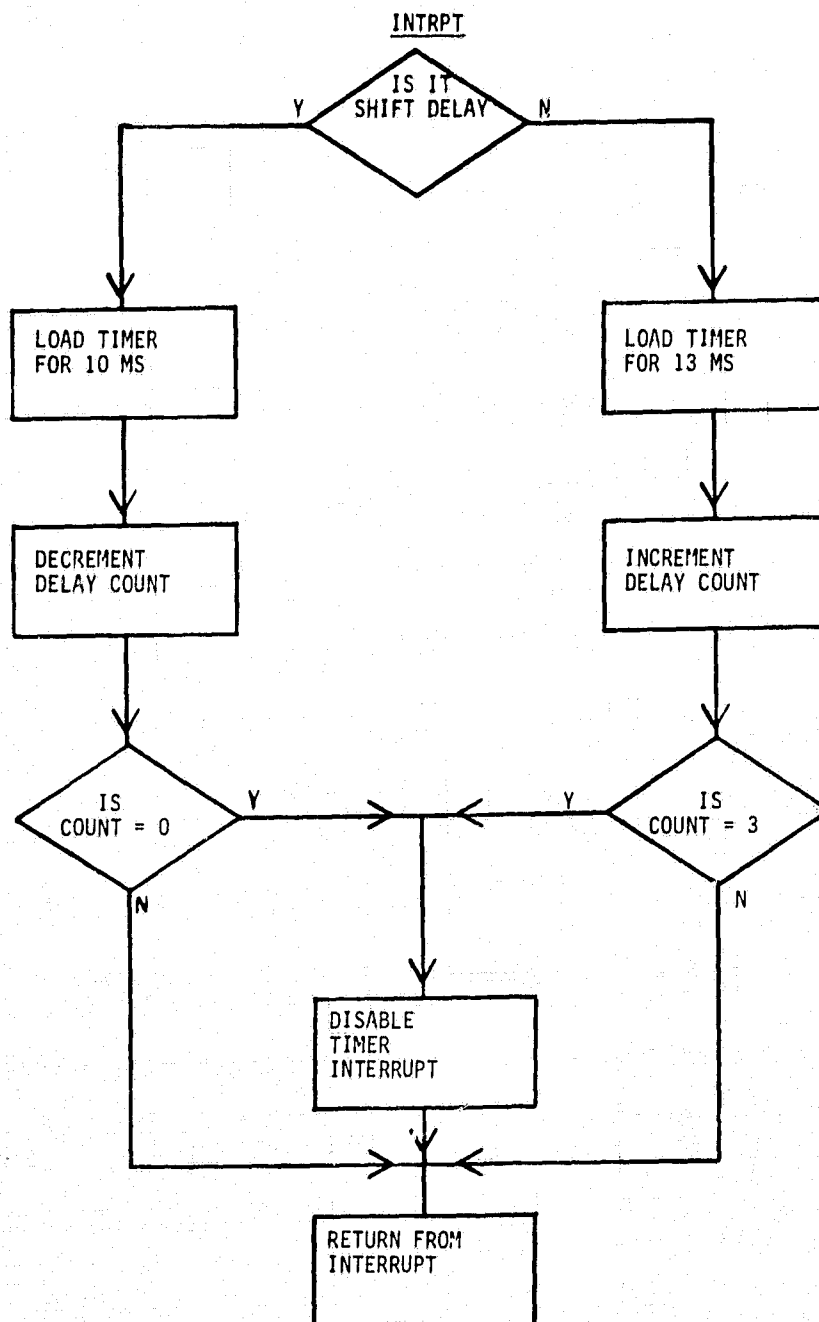 INTRPT
IS IT
SHIFT DELAY
Y
N
LOAD TIMER
FOR 10 MS
LOAD TIMER
FOR 13 MS
DECREMENT
DELAY COUNT
INCREMENT
DELAY COUNT
IS
COUNT = 0
Y
N
IS
COUNT = 3
Y
N
DISABLE
TIMER
INTERRUPT
RETURN FROM
INTERRUPT